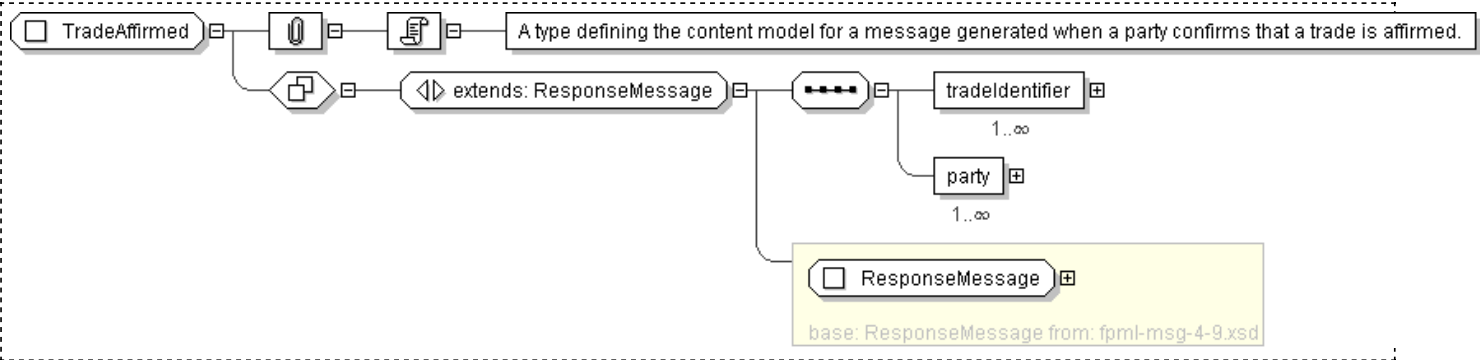 TradeAffirmed
A type defining the content model for a message generated when a party confirms that a trade is affirmed.
extends: ResponseMessage
tradeIdentifier
1..∞
party
1..∞
ResponseMessage
base: ResponseMessage from: fpml-msg-4-9.xsd